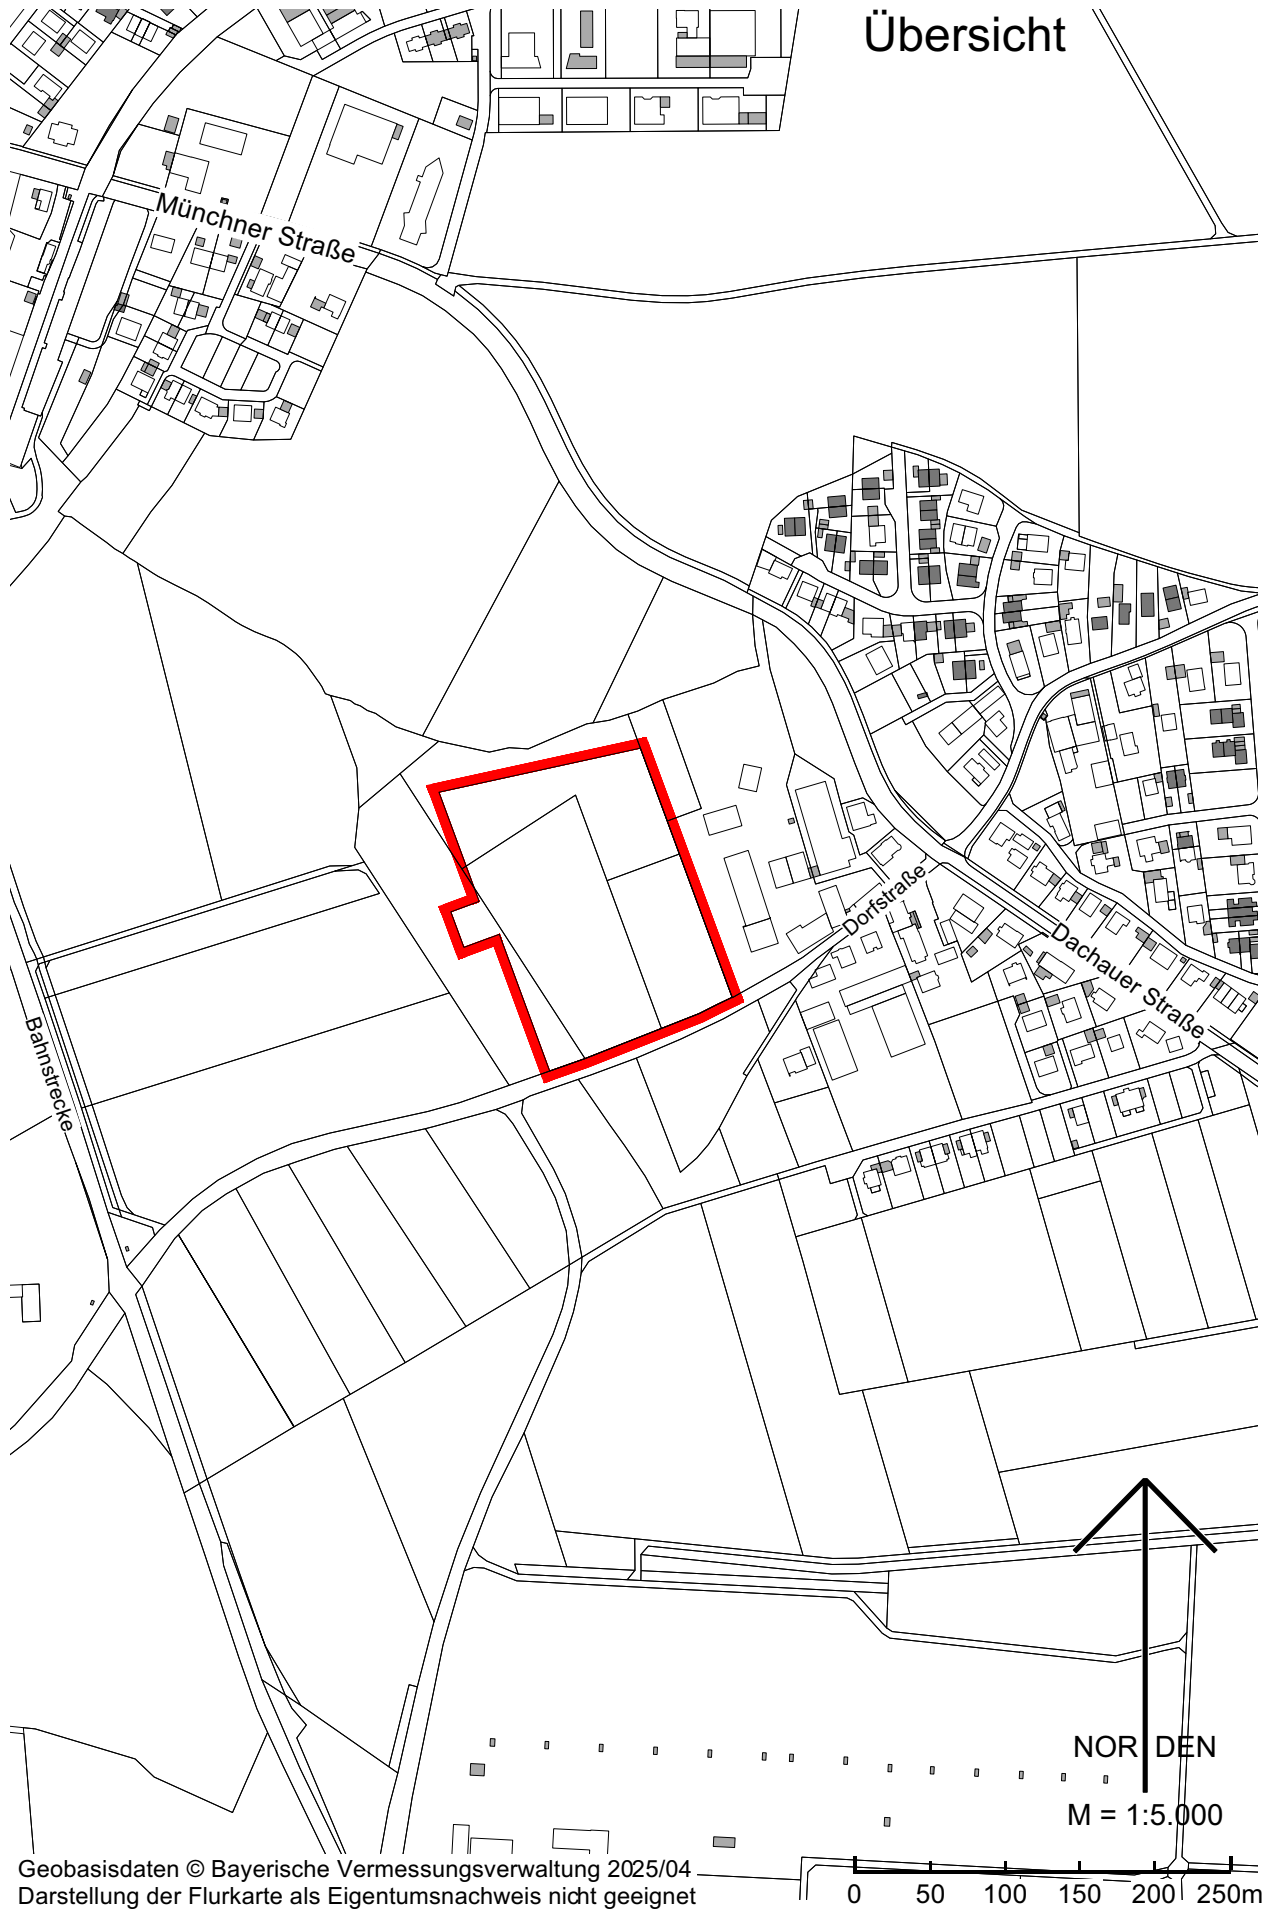 Übersicht
Münchner Straße
Dorfstraße
Dachauer Straße
Bahnstrecke
NORDEN
M = 1:5.000
Geobasisdaten © Bayerische Vermessungsverwaltung 2025/04
Darstellung der Flurkarte als Eigentumsnachweis nicht geeignet
0 50 100 150 200 250m